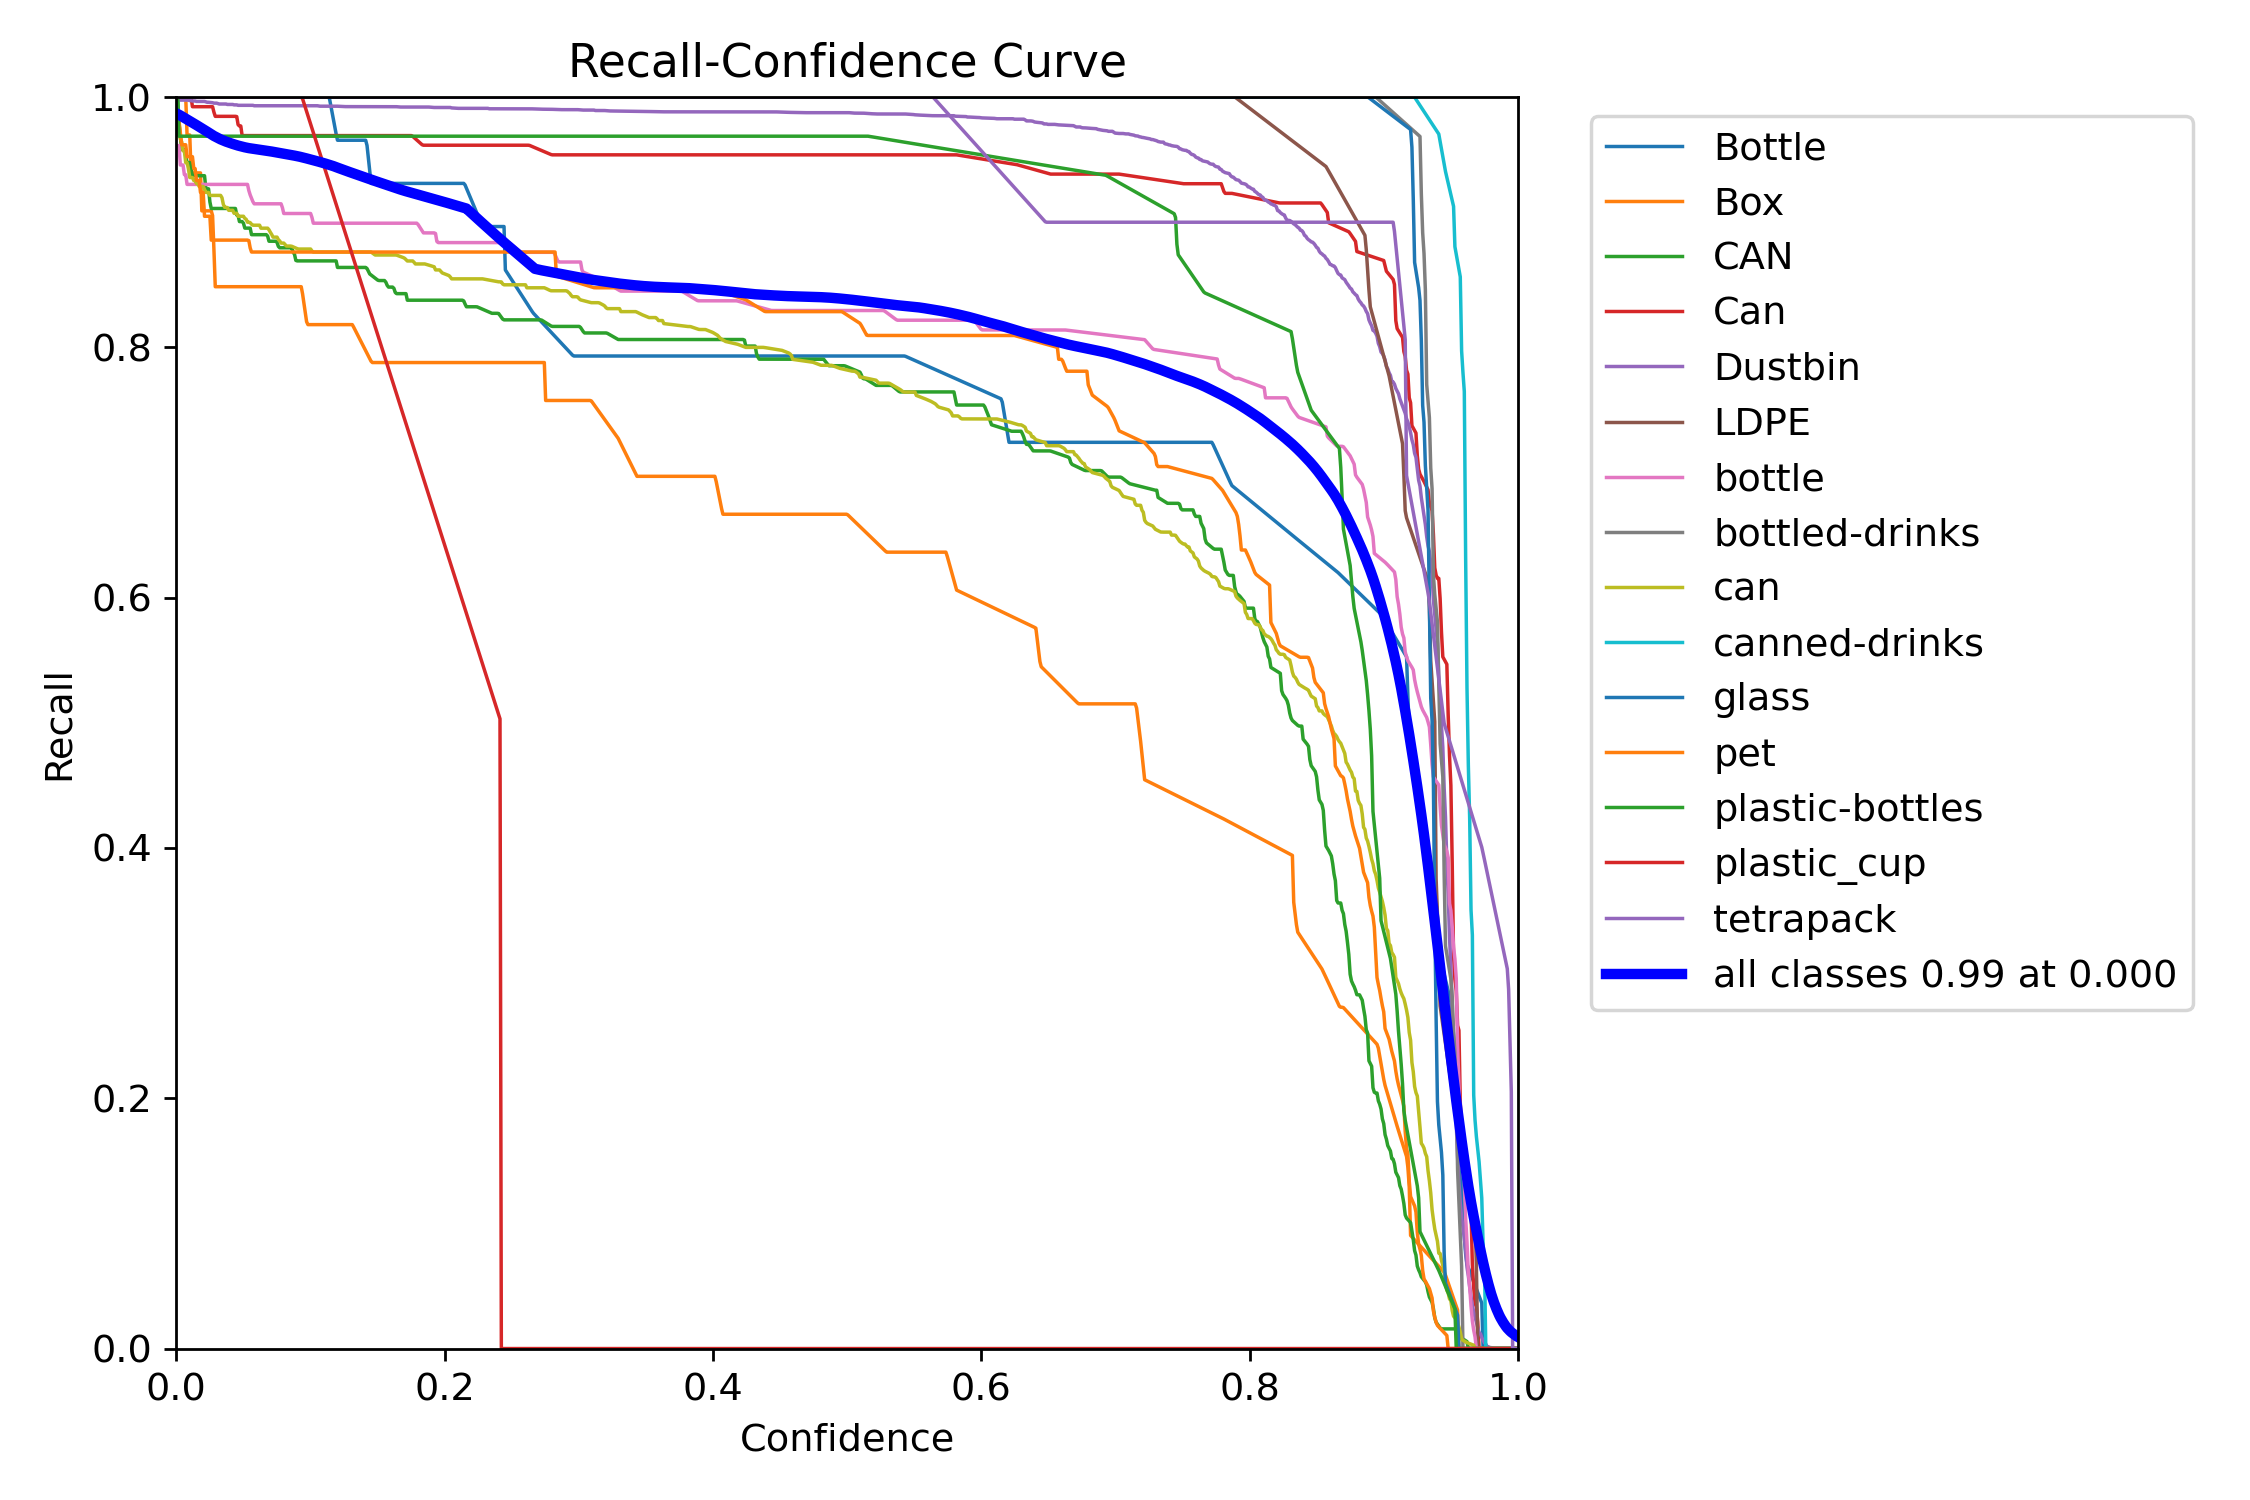 Recall-Confidence Curve
1.0
0.8
0.6
0.4
0.2
0.0
Recall
0.0 0.2 0.4 0.6 0.8 1.0
Confidence
Bottle
Box
CAN
Can
Dustbin
LDPE
bottle
bottled-drinks
can
canned-drinks
glass
pet
plastic-bottles
plastic_cup
tetrapack
all classes 0.99 at 0.000